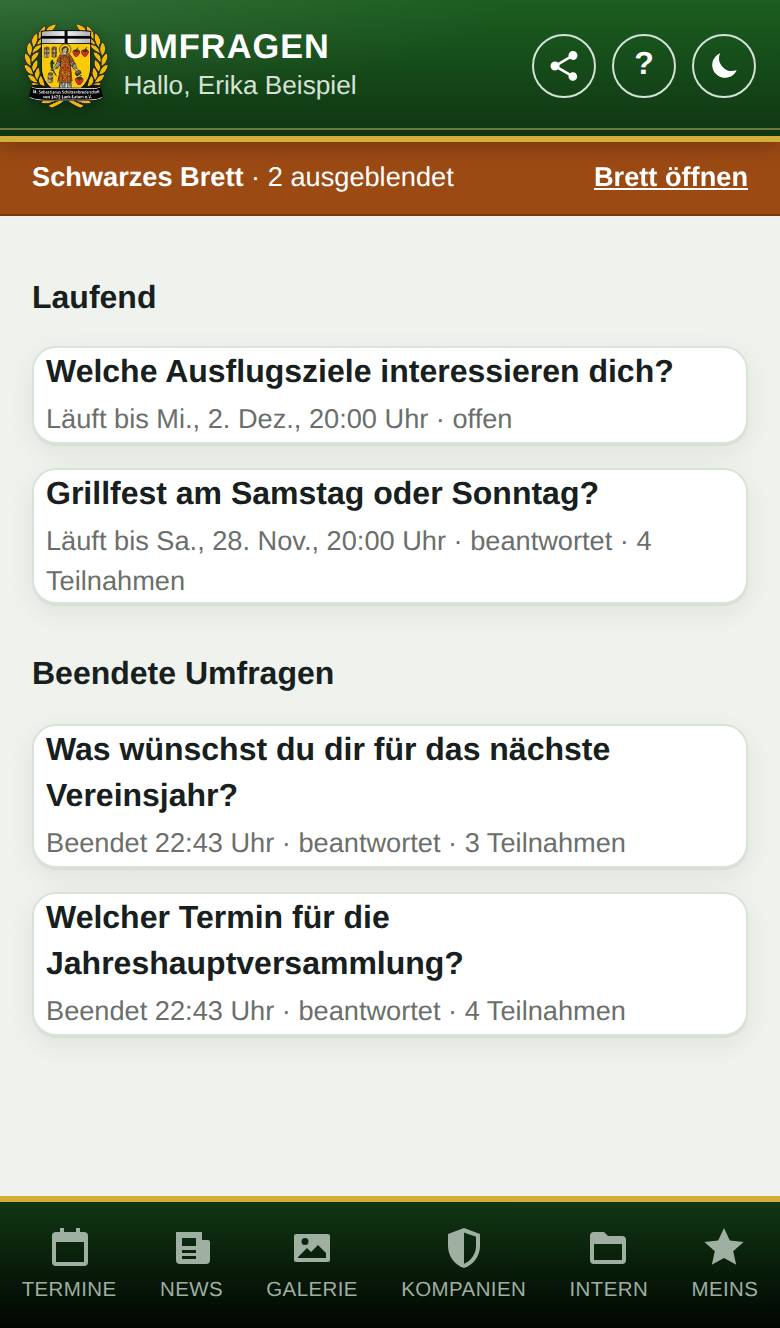 UMFRAGEN
Hallo, Erika Beispiel
?
Schwarzes Brett · 2 ausgeblendet
Brett öffnen
Laufend
Welche Ausflugsziele interessieren dich?
Läuft bis Mi., 2. Dez., 20:00 Uhr · offen
Grillfest am Samstag oder Sonntag?
Läuft bis Sa., 28. Nov., 20:00 Uhr · beantwortet · 4
Teilnahmen
Beendete Umfragen
Was wünschst du dir für das nächste
Vereinsjahr?
Beendet 22:43 Uhr · beantwortet · 3 Teilnahmen
Welcher Termin für die
Jahreshauptversammlung?
Beendet 22:43 Uhr · beantwortet · 4 Teilnahmen
TERMINE
NEWS
GALERIE
KOMPANIEN
INTERN
MEINS